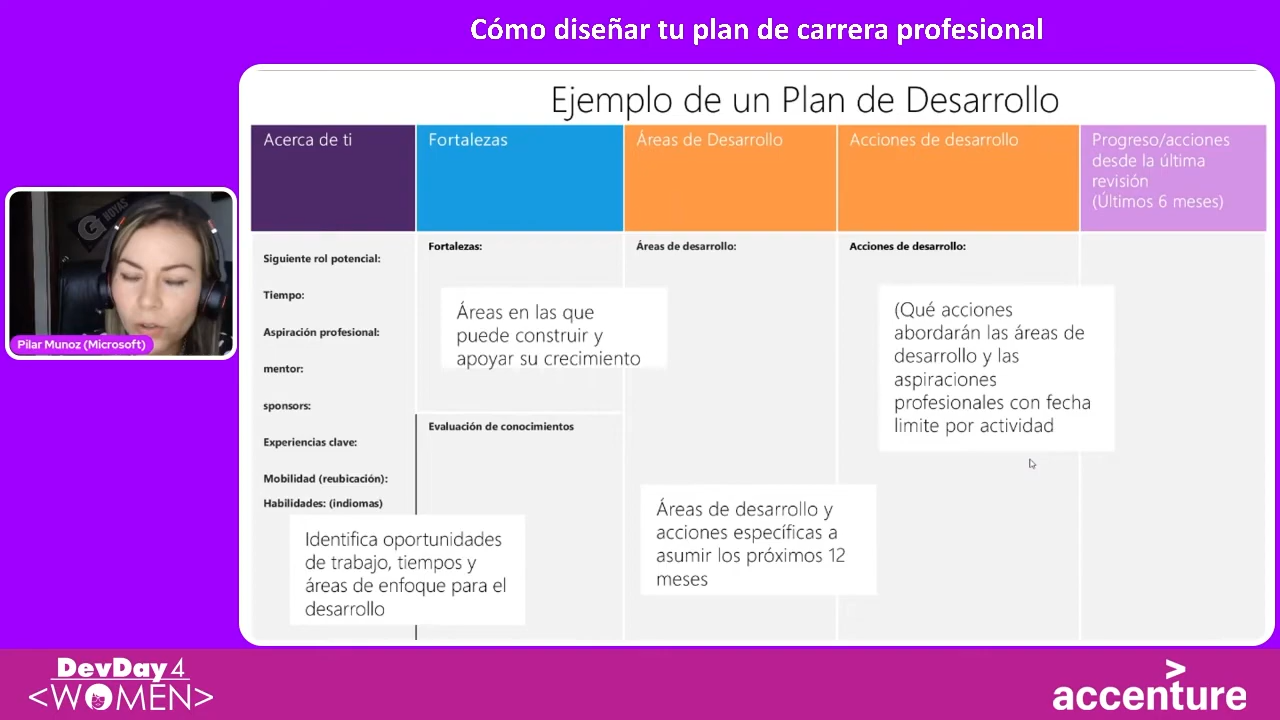 Cómo diseñar tu plan de carrera profesional
Ejemplo de un Plan de Desarrollo
Acerca de ti
Fortalezas
Áreas de Desarrollo
Acciones de desarrollo
Progreso/acciones
desde la última
revisión
(Últimos 6 meses)
Siguiente rol potencial:
Tiempo:
Aspiración profesional:
mentor:
sponsors:
Experiencias clave:
Mobilidad (reubicación):
Habilidades: (indiomas)
Identifica oportunidades
de trabajo, tiempos y
áreas de enfoque para el
desarrollo
Fortalezas:
Áreas en las que
puede construir y
apoyar su crecimiento
Evaluación de conocimientos
Áreas de desarrollo:
Áreas de desarrollo y
acciones específicas a
asumir los próximos 12
meses
Acciones de desarrollo:
(Qué acciones
abordarán las áreas de
desarrollo y las
aspiraciones
profesionales con fecha
limite por actividad
NOVAS
Pilar Munoz (Microsoft)
DevDay4
<WOMEN>
accenture